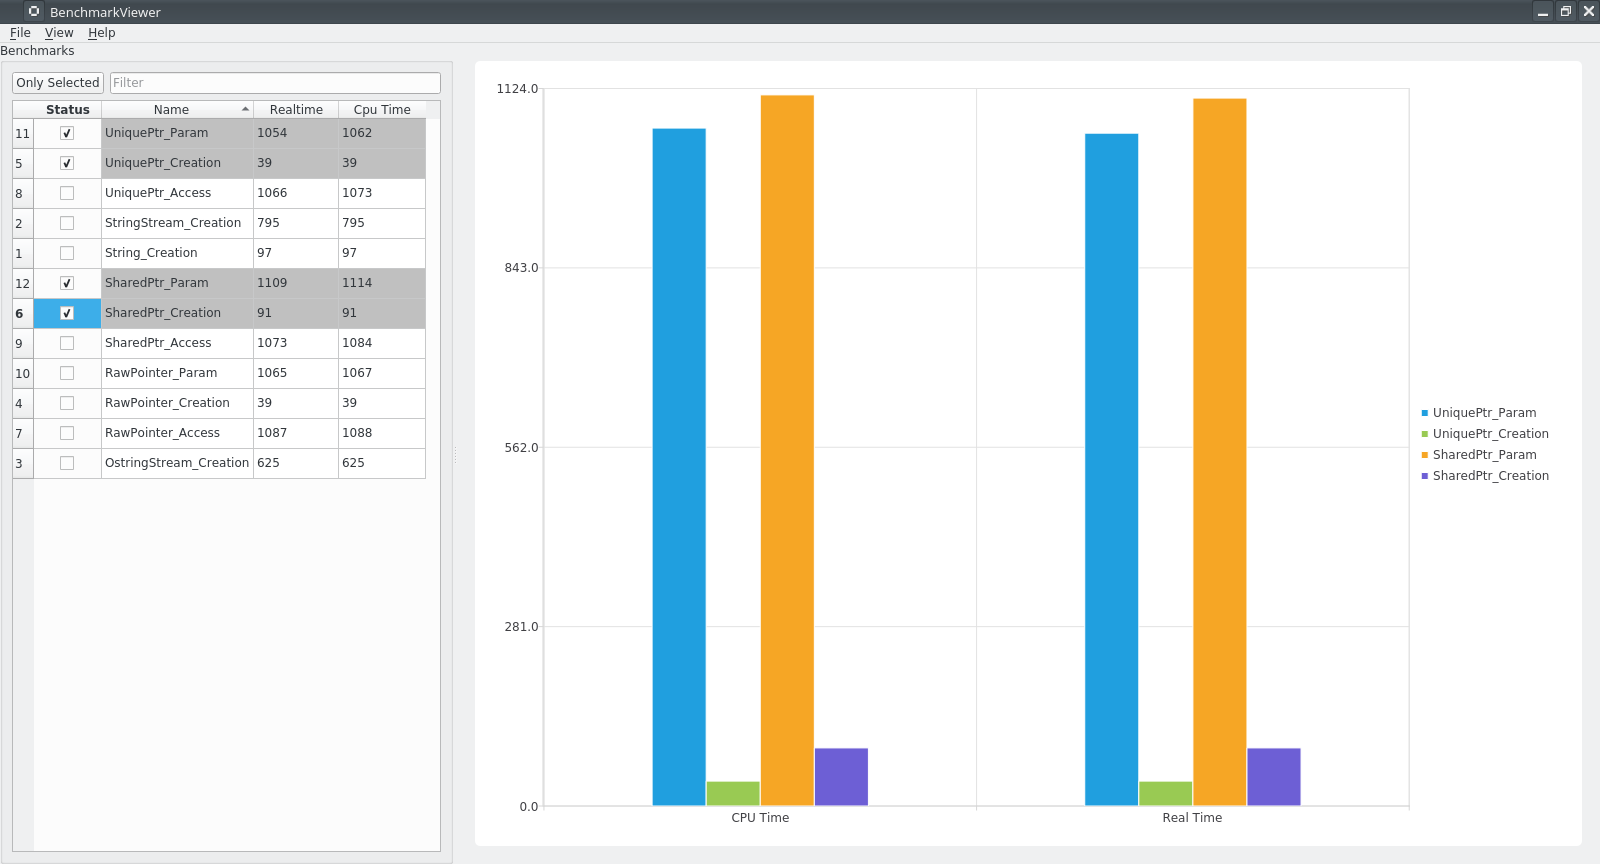 BenchmarkViewer
File View Help
Benchmarks
Only Selected Filter
Status Name Realtime Cpu Time
11 UniquePtr_Param 1054 1062
5 UniquePtr_Creation 39 39
8 UniquePtr_Access 1066 1073
2 StringStream_Creation 795 795
1 String_Creation 97 97
12 SharedPtr_Param 1109 1114
6 SharedPtr_Creation 91 91
9 SharedPtr_Access 1073 1084
10 RawPointer_Param 1065 1067
4 RawPointer_Creation 39 39
7 RawPointer_Access 1087 1088
3 OstringStream_Creation 625 625
1124.0
843.0
562.0
281.0
0.0
CPU Time Real Time
UniquePtr_Param
UniquePtr_Creation
SharedPtr_Param
SharedPtr_Creation